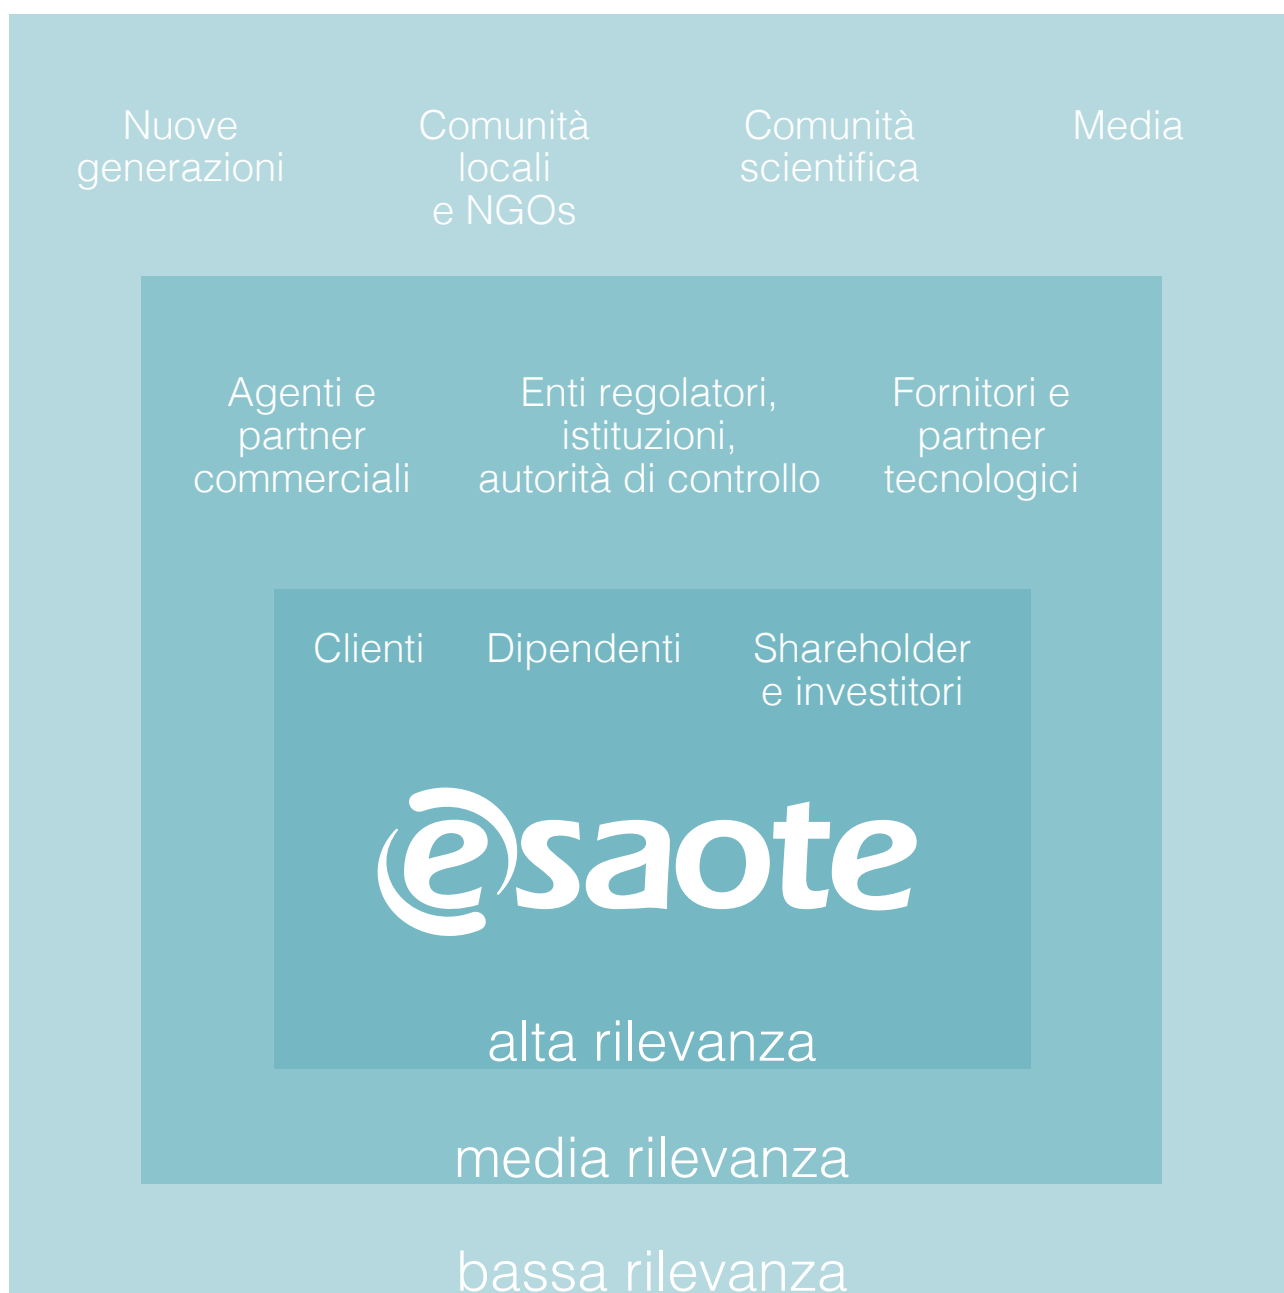 Nuove
generazioni
Comunità
locali
e NGOs
Comunità
scientifica
Media
Agenti e
partner
commerciali
Enti regolatori,
istituzioni,
autorità di controllo
Fornitori e
partner
tecnologici
Clienti
Dipendenti
Shareholder
e investitori
esaote
alta rilevanza
media rilevanza
bassa rilevanza